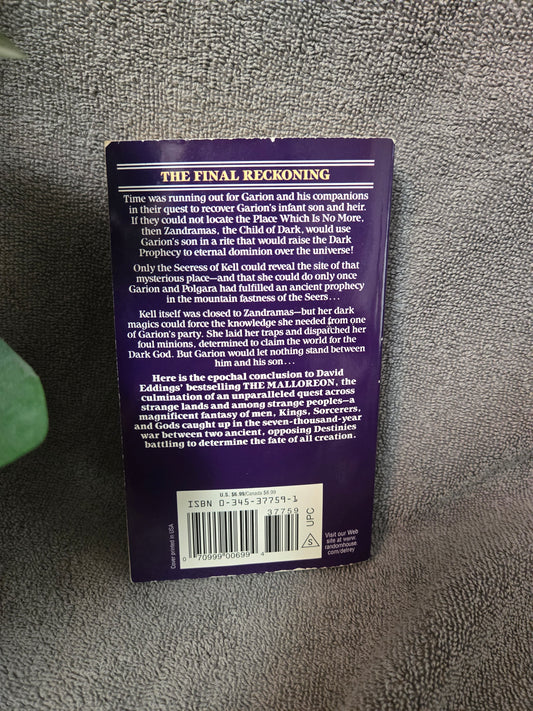 THE FINAL RECKONING
Time was running out for Garion and his companions
in their quest to recover Garion's infant son and heir.
If they could not locate the Place Which Is No More,
then Zandramas, the Child of Dark, would use
Garion's son in a rite that would raise the Dark
Prophecy to eternal dominion over the universe!
Only the Seeress of Kell could reveal the site of that
mysterious place—and that she could do only once
Garion and Polgara had fulfilled an ancient prophecy
in the mountain fastness of the Seers...
Kell itself was closed to Zandramas—but her dark
magics could force the knowledge she needed from one
of Garion's party. She laid her traps and dispatched her
foul minions, determined to claim the world for the
Dark God. But Garion would let nothing stand between
him and his son...
Here is the epochal conclusion to David
Eddings' bestselling THE MALLOREON, the
culmination of an unparalleled quest across
strange lands and among strange peoples—a
magnificent fantasy of men, Kings, Sorcerers,
and Gods caught up in the seven-thousand-year
war between two ancient, opposing Destinies
battling to determine the fate of all creation.
U.S. $6.99/Canada $8.99
ISBN 0-345-37759-1
37759
0 70999 00699 4
S UPC
Cover printed in USA
Visit our Web
site at www.
randomhouse.
com/delrey